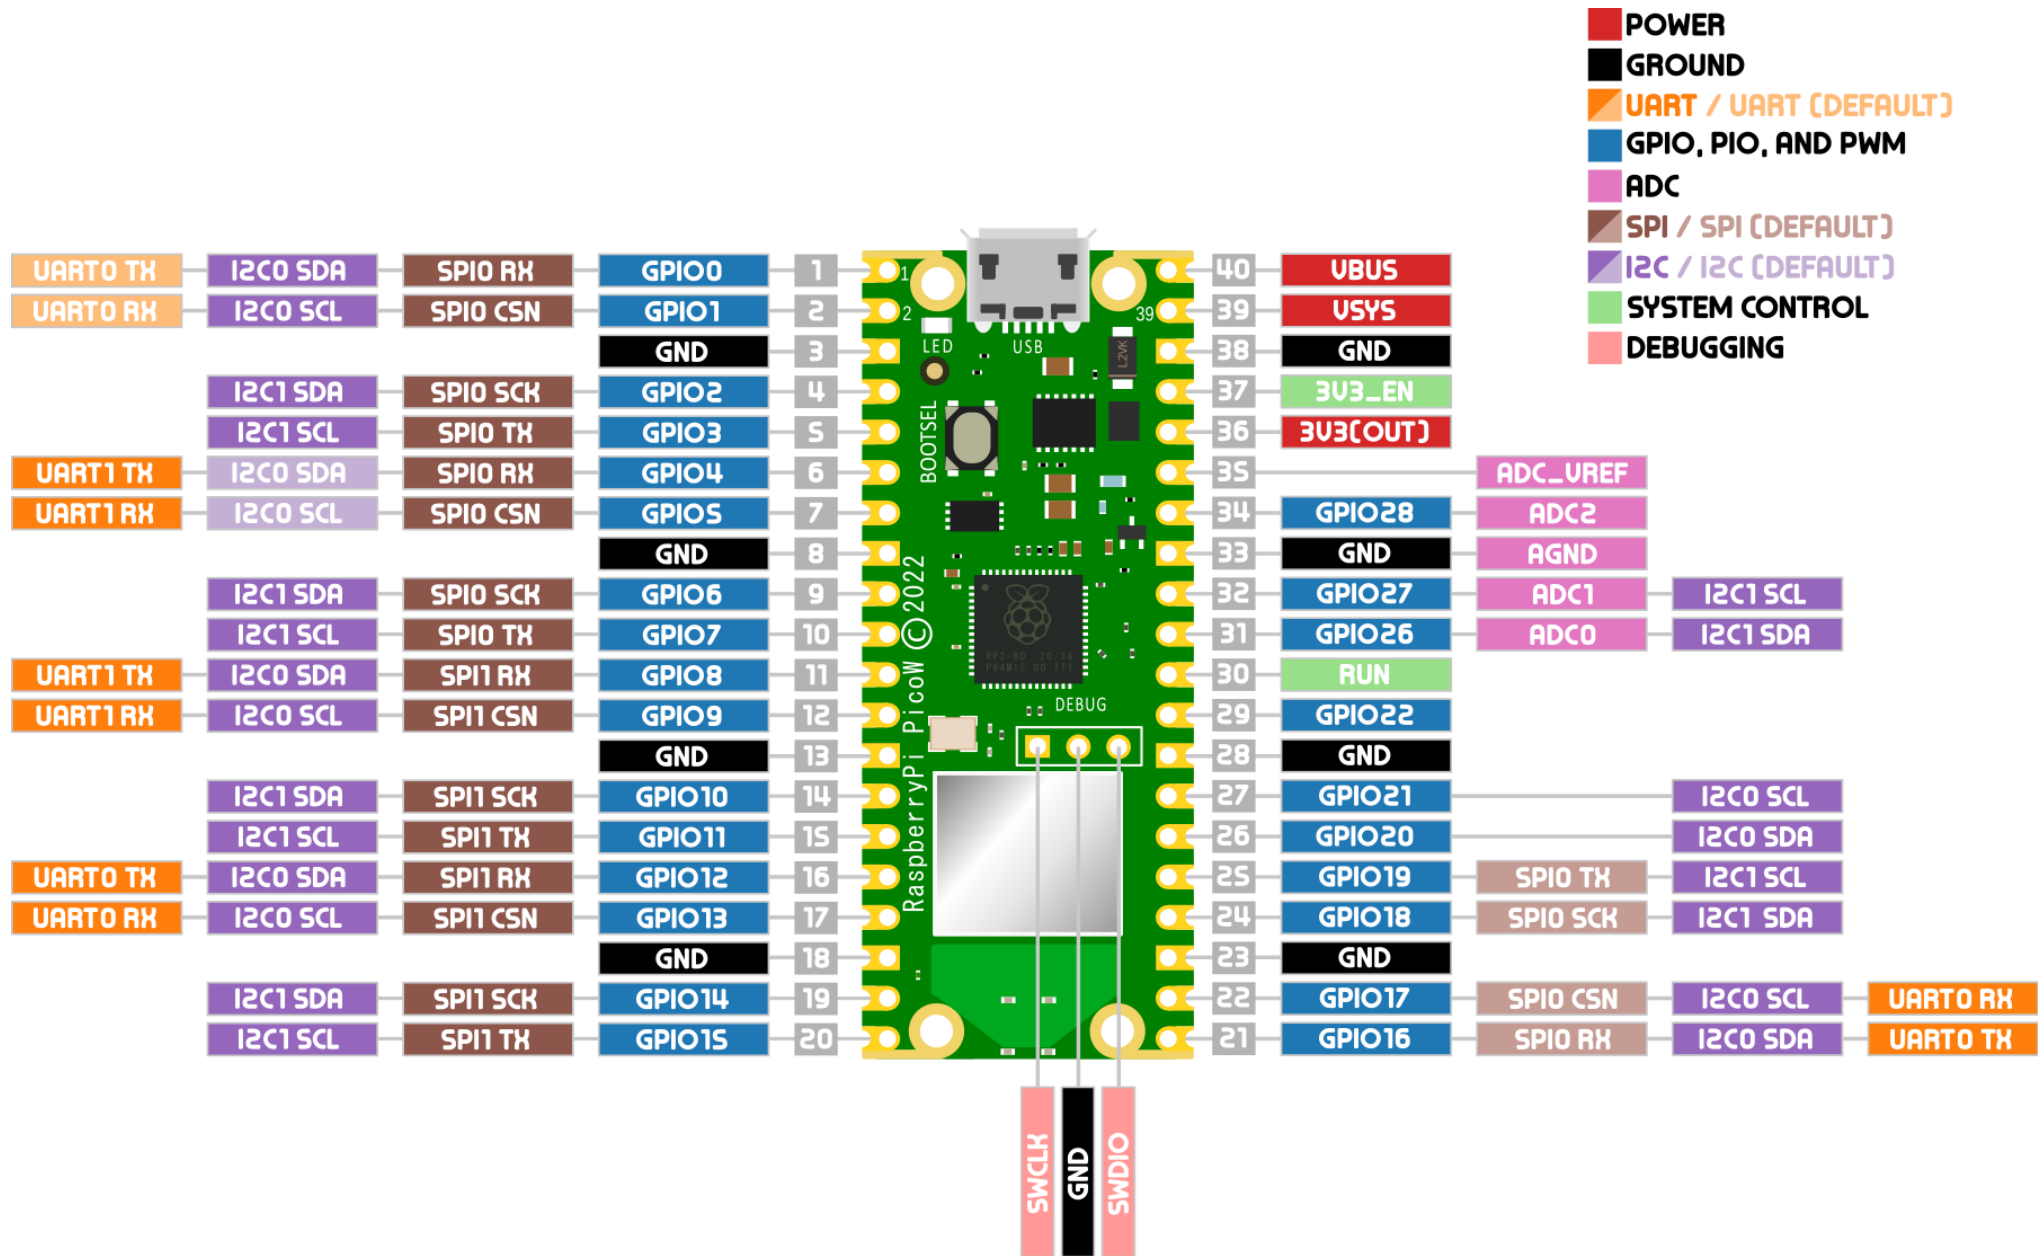 POWER
GROUND
UART / UART (DEFAULT)
GPIO, PIO, AND PWM
ADC
SPI / SPI (DEFAULT)
I2C / I2C (DEFAULT)
SYSTEM CONTROL
DEBUGGING
UART0 TX I2C0 SDA SPI0 RX GPIO0 1 1 40 VBUS
UART0 RX I2C0 SCL SPI0 CSN GPIO1 2 2 39 39 VSYS
GND 3 LED USB L2VK 38 GND
I2C1 SDA SPI0 SCK GPIO2 4 37 3V3_EN
I2C1 SCL SPI0 TX GPIO3 5 36 3V3(OUT)
BOOTSEL
UART1 TX I2C0 SDA SPI0 RX GPIO4 6 35 ADC_VREF
UART1 RX I2C0 SCL SPI0 CSN GPIO5 7 34 GPIO28 ADC2
GND 8 33 GND AGND
I2C1 SDA SPI0 SCK GPIO6 9 32 GPIO27 ADC1 I2C1 SCL
I2C1 SCL SPI0 TX GPIO7 10 31 GPIO26 ADC0 I2C1 SDA
RP2-B0 20/34
P64M15.00 TTT
UART1 TX I2C0 SDA SPI1 RX GPIO8 11 30 RUN
UART1 RX I2C0 SCL SPI1 CSN GPIO9 12 DEBUG 29 GPIO22
RaspberryPi PicoW ©2022
GND 13 28 GND
I2C1 SDA SPI1 SCK GPIO10 14 27 GPIO21 I2C0 SCL
I2C1 SCL SPI1 TX GPIO11 15 26 GPIO20 I2C0 SDA
UART0 TX I2C0 SDA SPI1 RX GPIO12 16 25 GPIO19 SPI0 TX I2C1 SCL
UART0 RX I2C0 SCL SPI1 CSN GPIO13 17 24 GPIO18 SPI0 SCK I2C1 SDA
GND 18 23 GND
I2C1 SDA SPI1 SCK GPIO14 19 22 GPIO17 SPI0 CSN I2C0 SCL UART0 RX
I2C1 SCL SPI1 TX GPIO15 20 21 GPIO16 SPI0 RX I2C0 SDA UART0 TX
SWCLK
GND
SWDIO